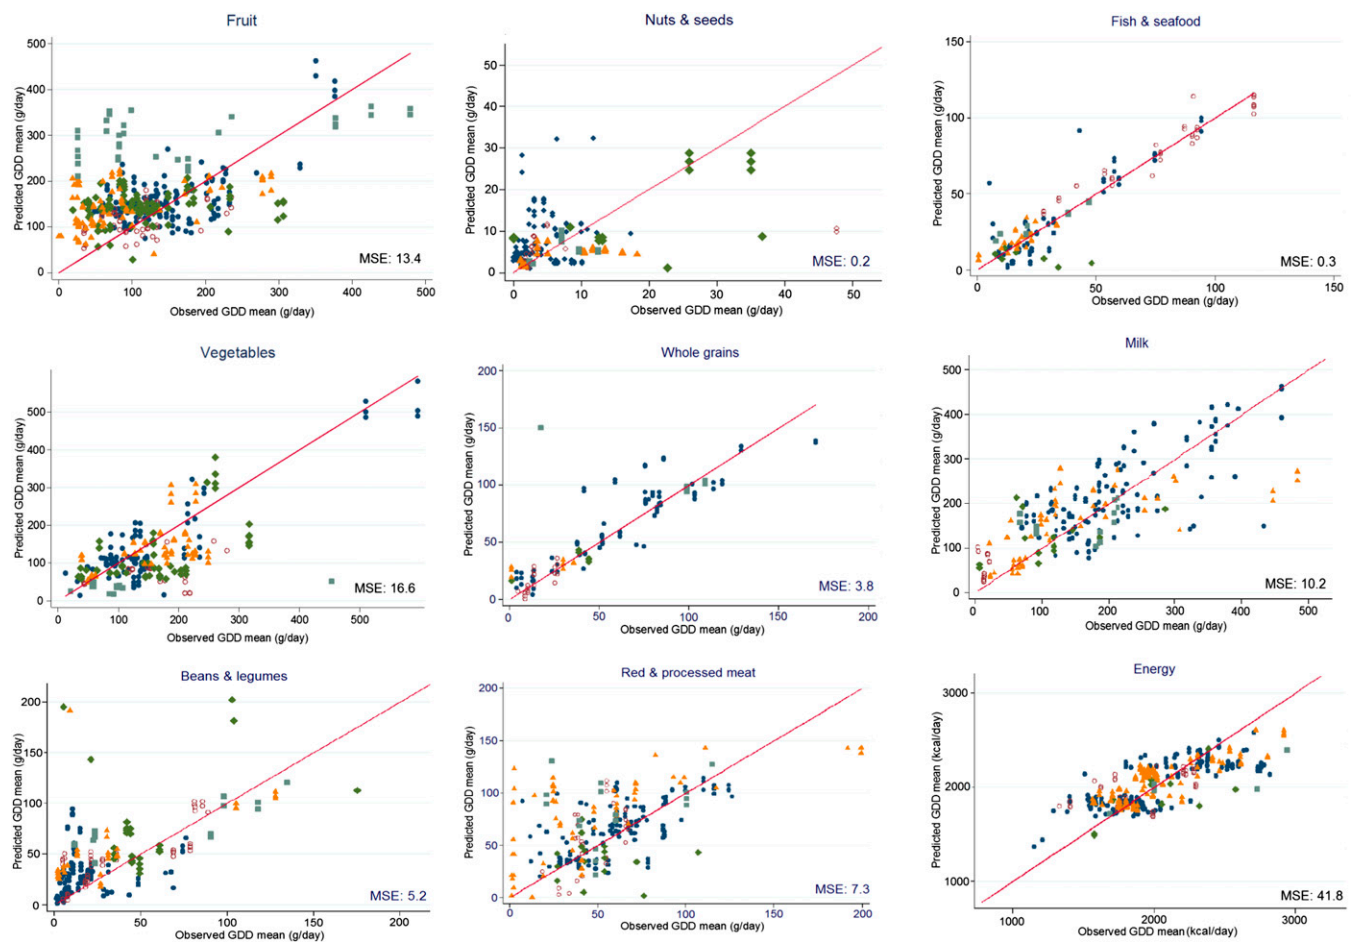 Fruit
Predicted GDD mean (g/day)
500
400
300
200
100
0
MSE: 13.4
0 100 200 300 400 500
Observed GDD mean (g/day)
Nuts & seeds
Predicted GDD mean (g/day)
50
40
30
20
10
0
MSE: 0.2
0 10 20 30 40 50
Observed GDD mean (g/day)
Fish & seafood
Predicted GDD mean (g/day)
150
100
50
0
MSE: 0.3
0 50 100 150
Observed GDD mean (g/day)
Vegetables
Predicted GDD mean (g/day)
500
400
300
200
100
0
MSE: 16.6
0 100 200 300 400 500
Observed GDD mean (g/day)
Whole grains
Predicted GDD mean (g/day)
200
150
100
50
0
MSE: 3.8
0 50 100 150 200
Observed GDD mean (g/day)
Milk
Predicted GDD mean (g/day)
500
400
300
200
100
0
MSE: 10.2
0 100 200 300 400 500
Observed GDD mean (g/day)
Beans & legumes
Predicted GDD mean (g/day)
200
150
100
50
0
MSE: 5.2
0 50 100 150 200
Observed GDD mean (g/day)
Red & processed meat
Predicted GDD mean (g/day)
200
150
100
50
0
MSE: 7.3
0 50 100 150 200
Observed GDD mean (g/day)
Energy
Predicted GDD mean (kcal/day)
3000
2000
1000
MSE: 41.8
1000 2000 3000
Observed GDD mean (kcal/day)